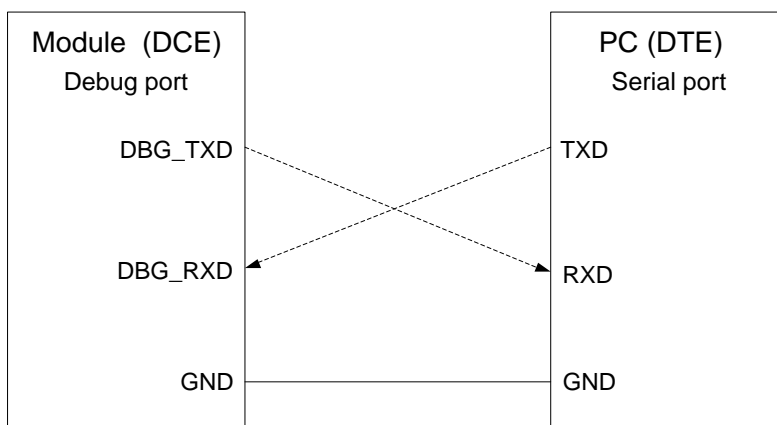 Module (DCE)
Debug port
DBG_TXD
DBG_RXD
GND
PC (DTE)
Serial port
TXD
RXD
GND